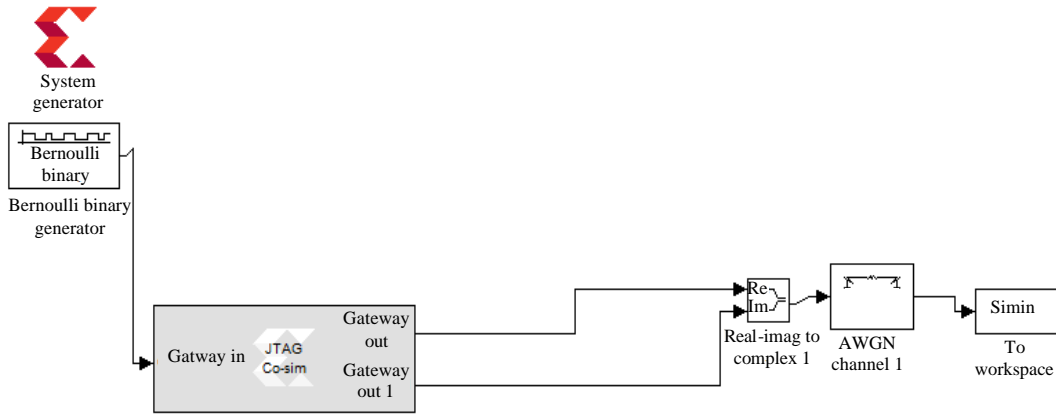 System
generator
Bernoulli
binary
Bernoulli binary
generator
Gatway in
JTAG
Co-sim
Gateway
out
Gateway
out 1
Re
Im
Real-imag to
complex 1
AWGN
channel 1
Simin
To
workspace